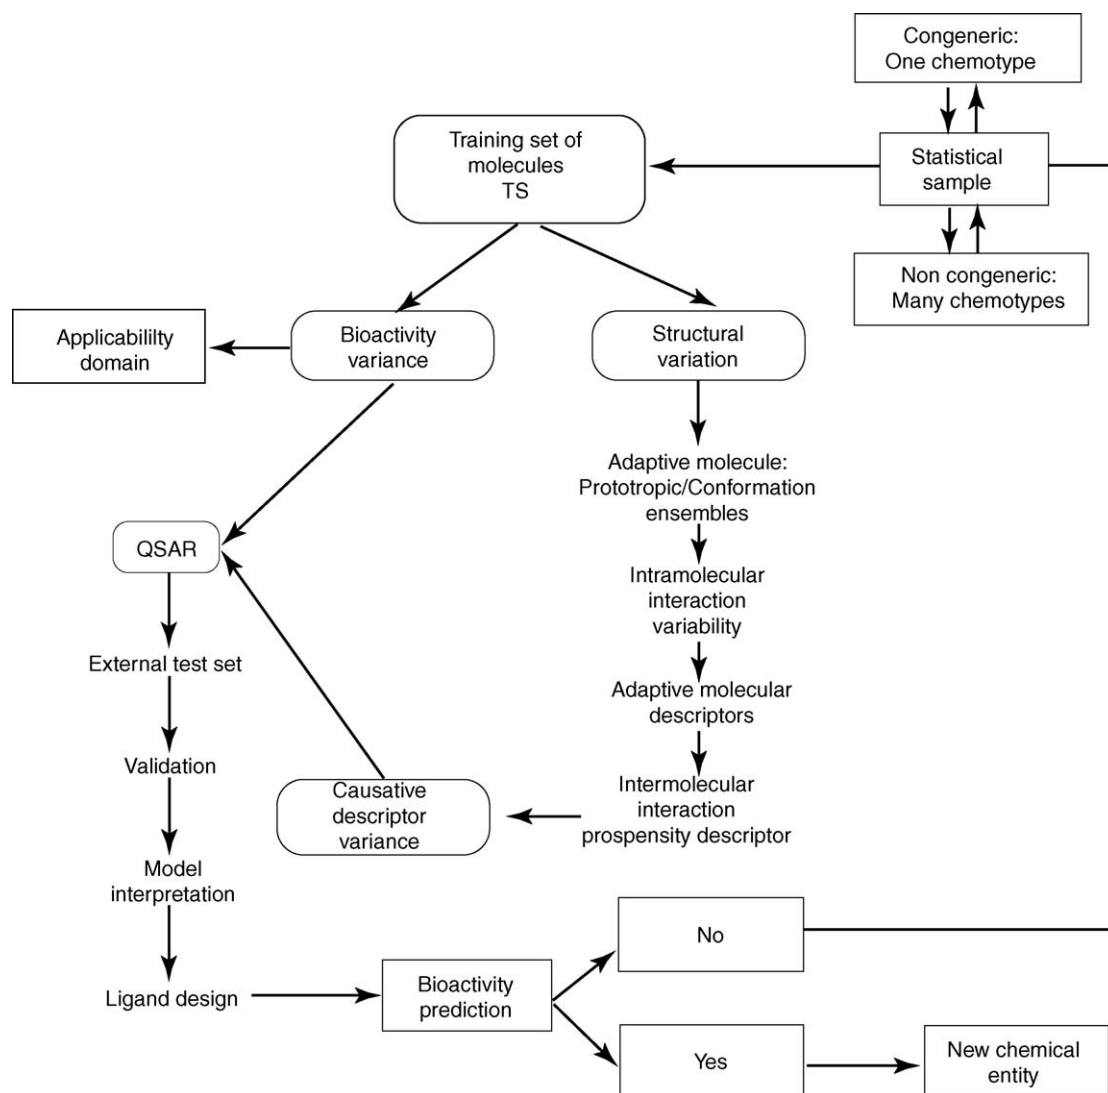 Congeneric:
One chemotype
Training set of
molecules
TS
Statistical
sample
Non congeneric:
Many chemotypes
Applicabililty
domain
Bioactivity
variance
Structural
variation
Adaptive molecule:
Prototropic/Conformation
ensembles
QSAR
Intramolecular
interaction
variability
External test set
Adaptive molecular
descriptors
Validation
Causative
descriptor
variance
Intermolecular
interaction
prospensity descriptor
Model
interpretation
No
Ligand design
Bioactivity
prediction
Yes
New chemical
entity